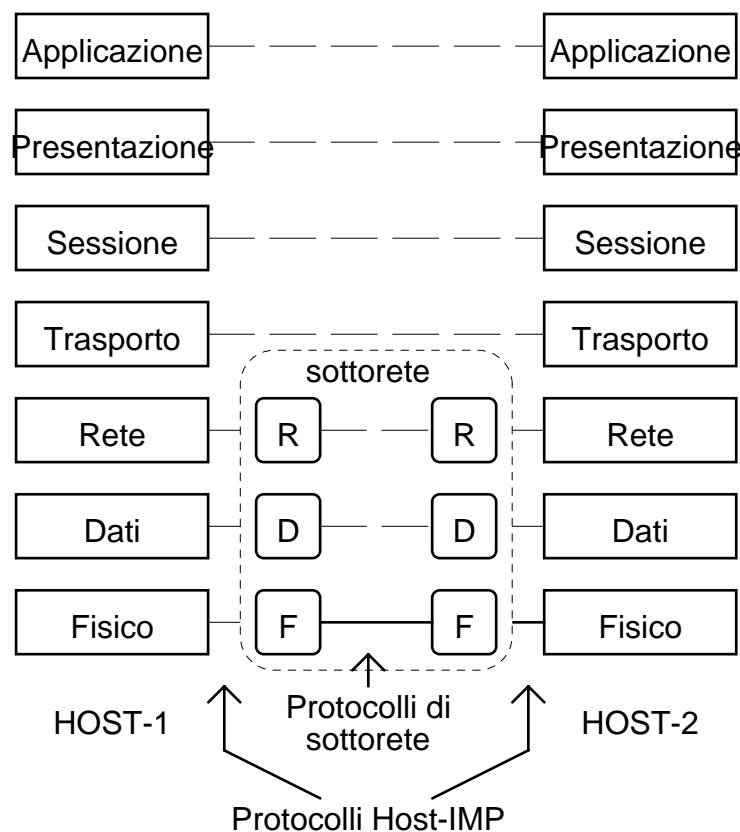 Applicazione Applicazione
Presentazione Presentazione
Sessione Sessione
Trasporto Trasporto
sottorete
Rete R R Rete
Dati D D Dati
Fisico F F Fisico
HOST-1 Protocolli di HOST-2
sottorete
Protocolli Host-IMP